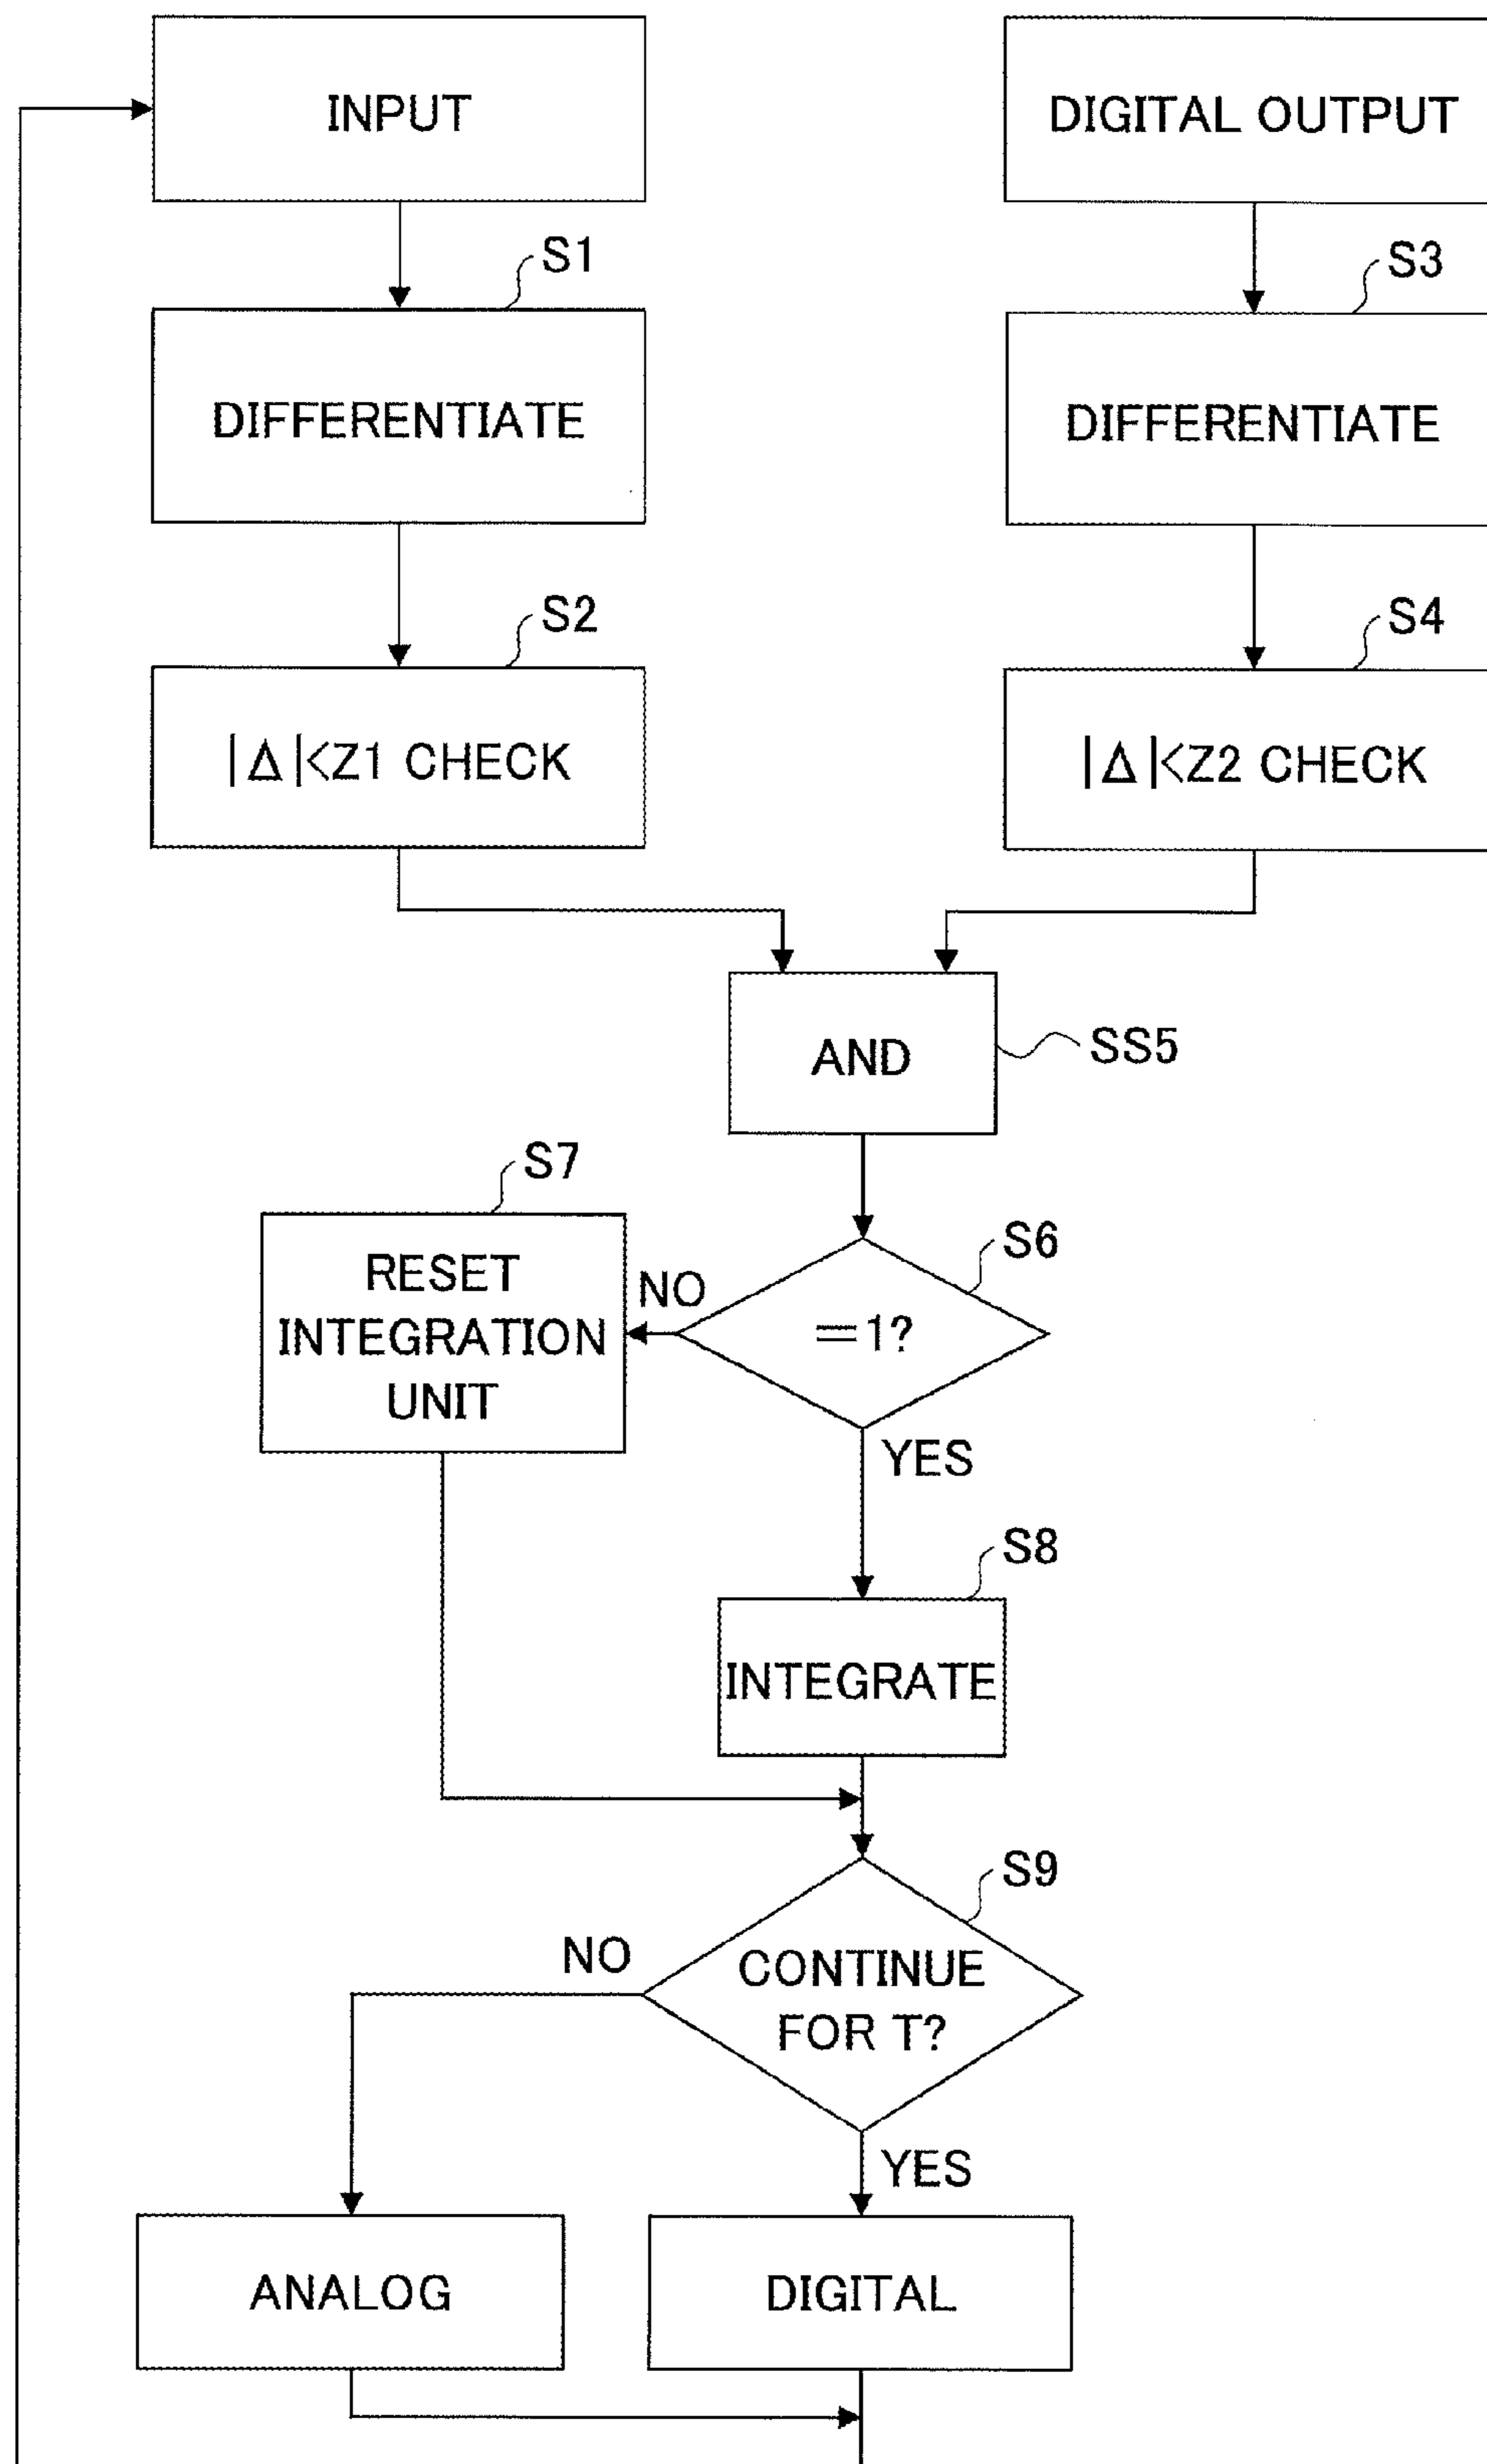 INPUT
DIGITAL OUTPUT
S1
S3
DIFFERENTIATE
DIFFERENTIATE
S2
S4
|Δ|<Z1 CHECK
|Δ|<Z2 CHECK
AND
SS5
S7
S6
RESET
INTEGRATION
UNIT
NO
=1?
YES
S8
INTEGRATE
S9
NO
CONTINUE
FOR T?
YES
ANALOG
DIGITAL